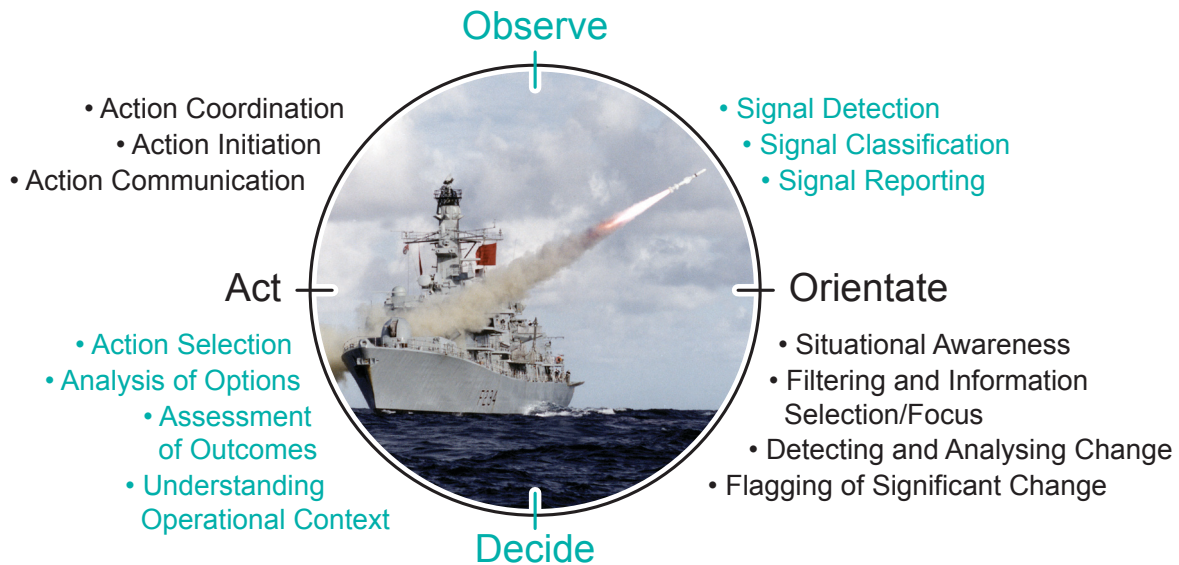 Observe
• Signal Detection
• Signal Classification
• Signal Reporting
Orientate
• Situational Awareness
• Filtering and Information
Selection/Focus
• Detecting and Analysing Change
• Flagging of Significant Change
Decide
• Action Selection
• Analysis of Options
• Assessment
of Outcomes
• Understanding
Operational Context
Act
• Action Coordination
• Action Initiation
• Action Communication
F234